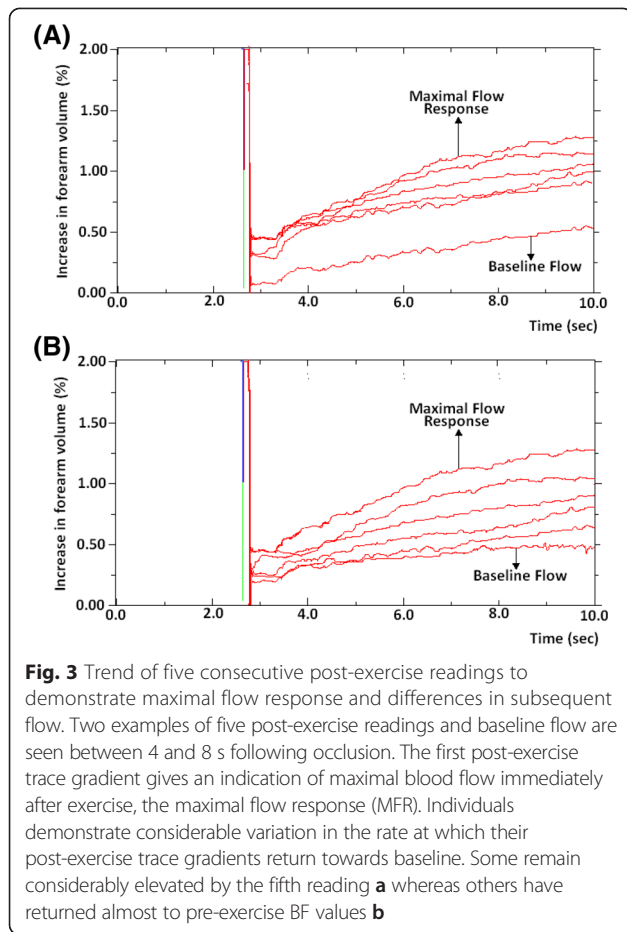 (A)
Increase in forearm volume (%)
2.00
1.50
1.00
0.50
0.00
Maximal Flow
Response
Baseline Flow
0.0 2.0 4.0 6.0 8.0 10.0
Time (sec)
(B)
Increase in forearm volume (%)
2.00
1.50
1.00
0.50
0.00
Maximal Flow
Response
Baseline Flow
0.0 2.0 4.0 6.0 8.0 10.0
Time (sec)
Fig. 3 Trend of five consecutive post-exercise readings to
demonstrate maximal flow response and differences in subsequent
flow. Two examples of five post-exercise readings and baseline flow are
seen between 4 and 8 s following occlusion. The first post-exercise
trace gradient gives an indication of maximal blood flow immediately
after exercise, the maximal flow response (MFR). Individuals
demonstrate considerable variation in the rate at which their
post-exercise trace gradients return towards baseline. Some remain
considerably elevated by the fifth reading a whereas others have
returned almost to pre-exercise BF values b